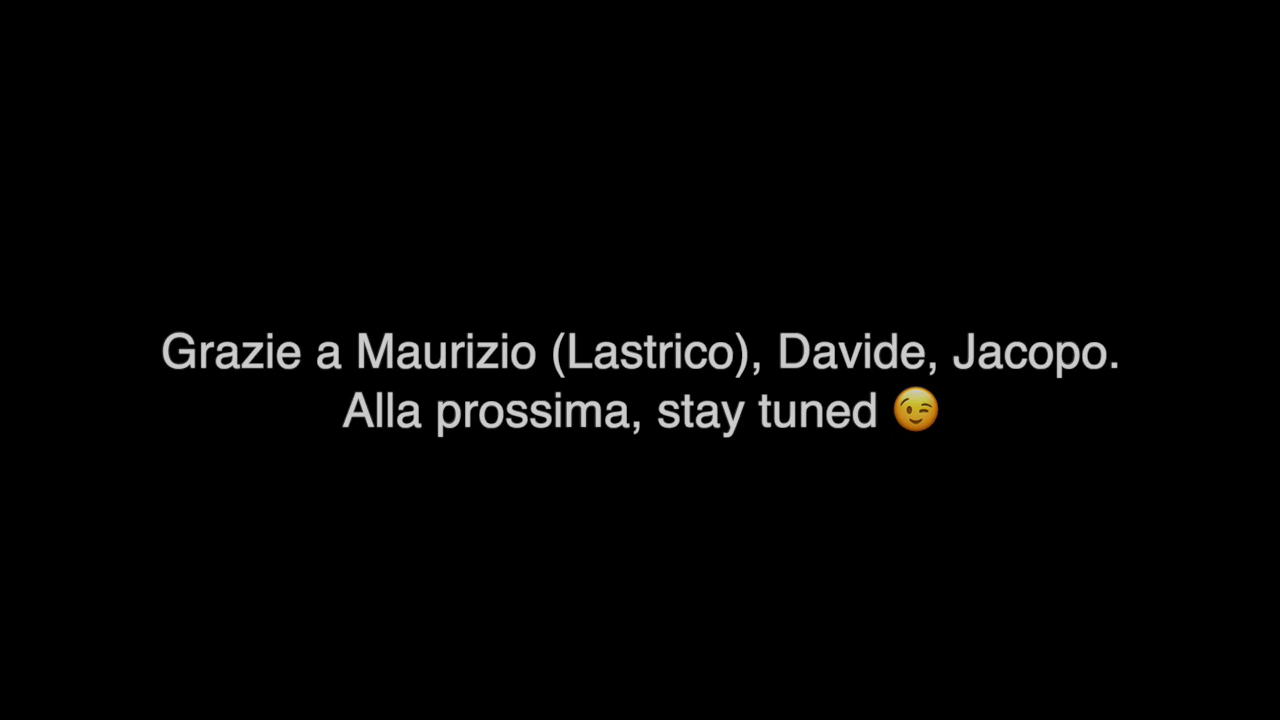 Grazie a Maurizio (Lastrico), Davide, Jacopo.
Alla prossima, stay tuned 😉